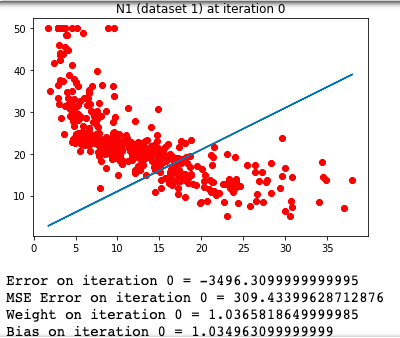 N1 (dataset 1) at iteration 0
50
40
30
20
10
0 5 10 15 20 25 30 35
Error on iteration 0 = -3496.3099999999995
MSE Error on iteration 0 = 309.43399628712876
Weight on iteration 0 = 1.0365818649999985
Bias on iteration 0 = 1.034963099999999